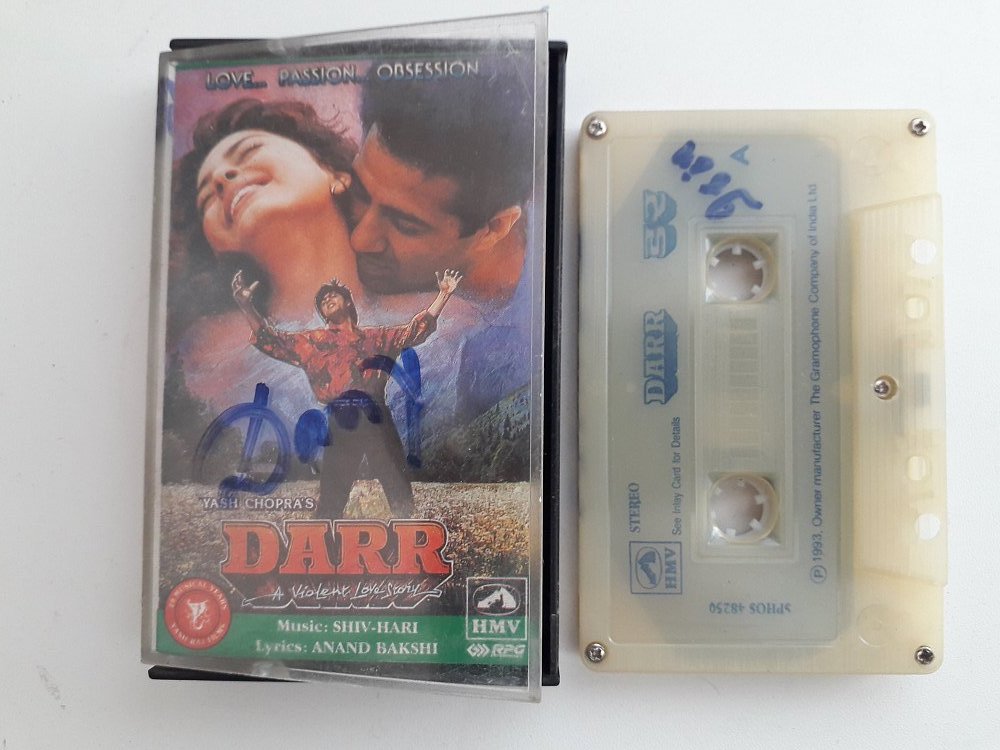 LOVE... PASSION... OBSESSION
YASH CHOPRA'S
DARR
A Violent Love Story
Music: SHIV-HARI
Lyrics: ANAND BAKSHI
HMV
RPG
A
52
DARR
STEREO
See Inlay Card for Details
HMV
℗ 1993. Owner manufacturer The Gramophone Company of India Ltd.
SPHOS 48250